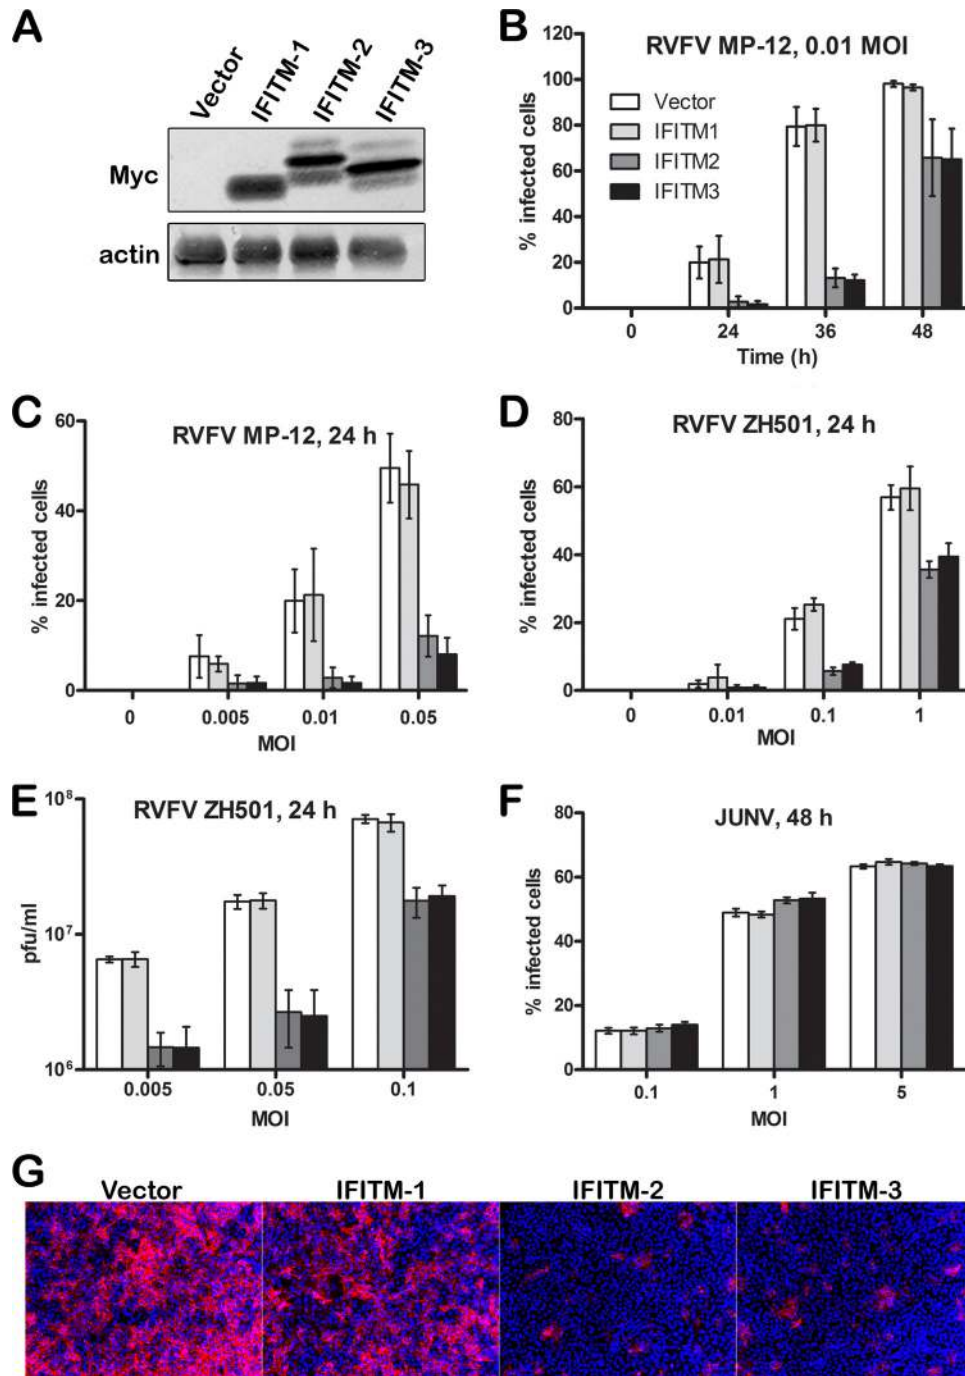 A
Vector
IFITM-1
IFITM-2
IFITM-3
Myc
actin
B
RVFV MP-12, 0.01 MOI
Vector
IFITM1
IFITM2
IFITM3
% infected cells
120
100
80
60
40
20
0
0 24 36 48
Time (h)
C
RVFV MP-12, 24 h
% infected cells
60
40
20
0
0 0.005 0.01 0.05
MOI
D
RVFV ZH501, 24 h
% infected cells
80
60
40
20
0
0 0.01 0.1 1
MOI
E
RVFV ZH501, 24 h
pfu/ml
10⁸
10⁷
10⁶
0.005 0.05 0.1
MOI
F
JUNV, 48 h
% infected cells
80
60
40
20
0
0.1 1 5
MOI
G
Vector IFITM-1 IFITM-2 IFITM-3